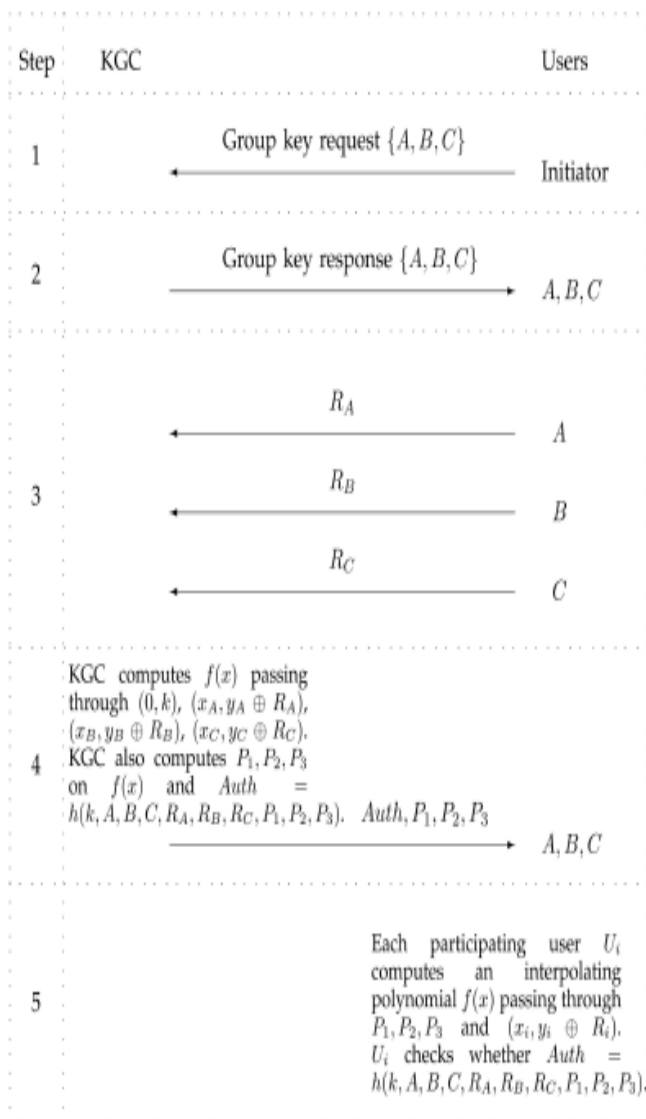 Step KGC Users
1 Group key request {A, B, C}
Initiator
2 Group key response {A, B, C}
A, B, C
3
R_A
A
R_B
B
R_C
C
4
KGC computes f(x) passing
through (0, k), (x_A, y_A ⊕ R_A),
(x_B, y_B ⊕ R_B), (x_C, y_C ⊕ R_C).
KGC also computes P_1, P_2, P_3
on f(x) and Auth =
h(k, A, B, C, R_A, R_B, R_C, P_1, P_2, P_3). Auth, P_1, P_2, P_3
A, B, C
5
Each participating user U_i
computes an interpolating
polynomial f(x) passing through
P_1, P_2, P_3 and (x_i, y_i ⊕ R_i).
U_i checks whether Auth =
h(k, A, B, C, R_A, R_B, R_C, P_1, P_2, P_3).